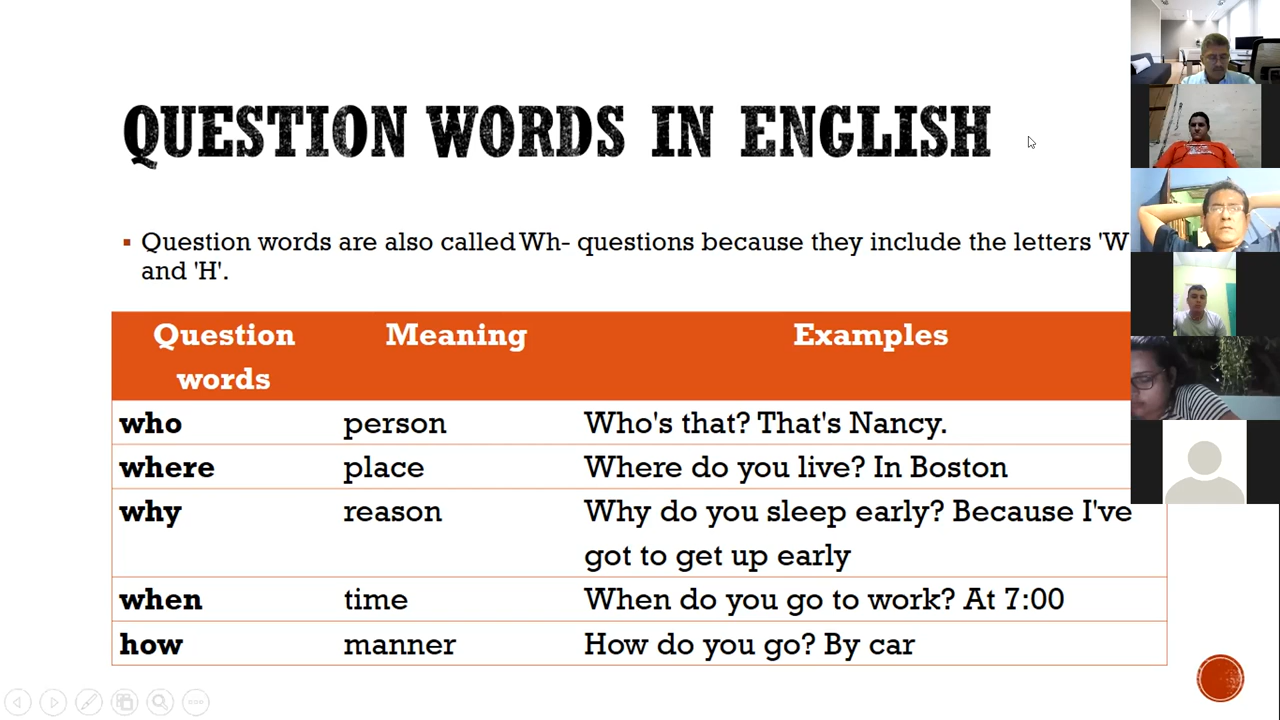 QUESTION WORDS IN ENGLISH
Question words are also called Wh- questions because they include the letters 'W
and 'H'.
Question words Meaning Examples
who person Who's that? That's Nancy.
where place Where do you live? In Boston
why reason Why do you sleep early? Because I've
got to get up early
when time When do you go to work? At 7:00
how manner How do you go? By car